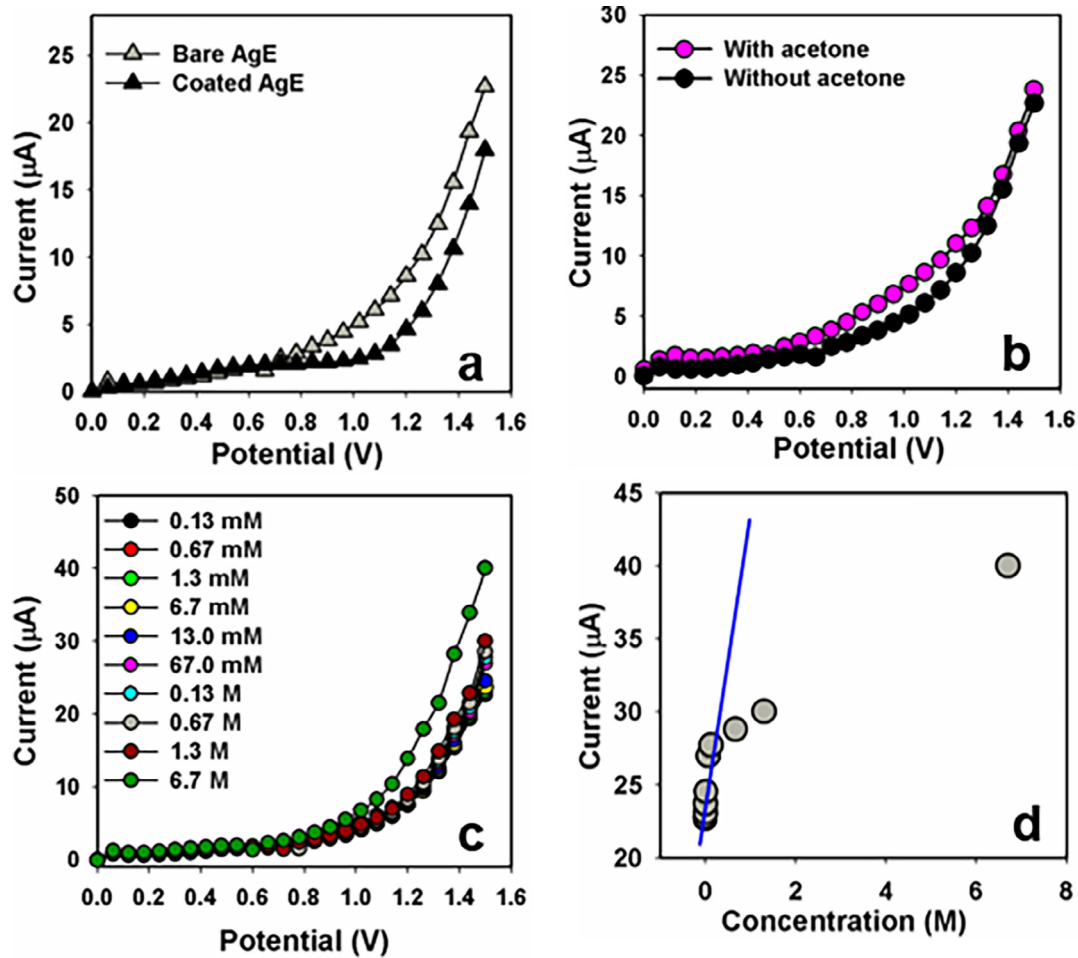 Bare AgE
Coated AgE
25
20
15
10
5
0
Current (μA)
a
0.0 0.2 0.4 0.6 0.8 1.0 1.2 1.4 1.6
Potential (V)
30
25
20
15
10
5
0
Current (μA)
With acetone
Without acetone
b
0.0 0.2 0.4 0.6 0.8 1.0 1.2 1.4 1.6
Potential (V)
50
40
30
20
10
0
Current (μA)
0.13 mM
0.67 mM
1.3 mM
6.7 mM
13.0 mM
67.0 mM
0.13 M
0.67 M
1.3 M
6.7 M
c
0.0 0.2 0.4 0.6 0.8 1.0 1.2 1.4 1.6
Potential (V)
45
40
35
30
25
20
Current (μA)
d
0 2 4 6 8
Concentration (M)